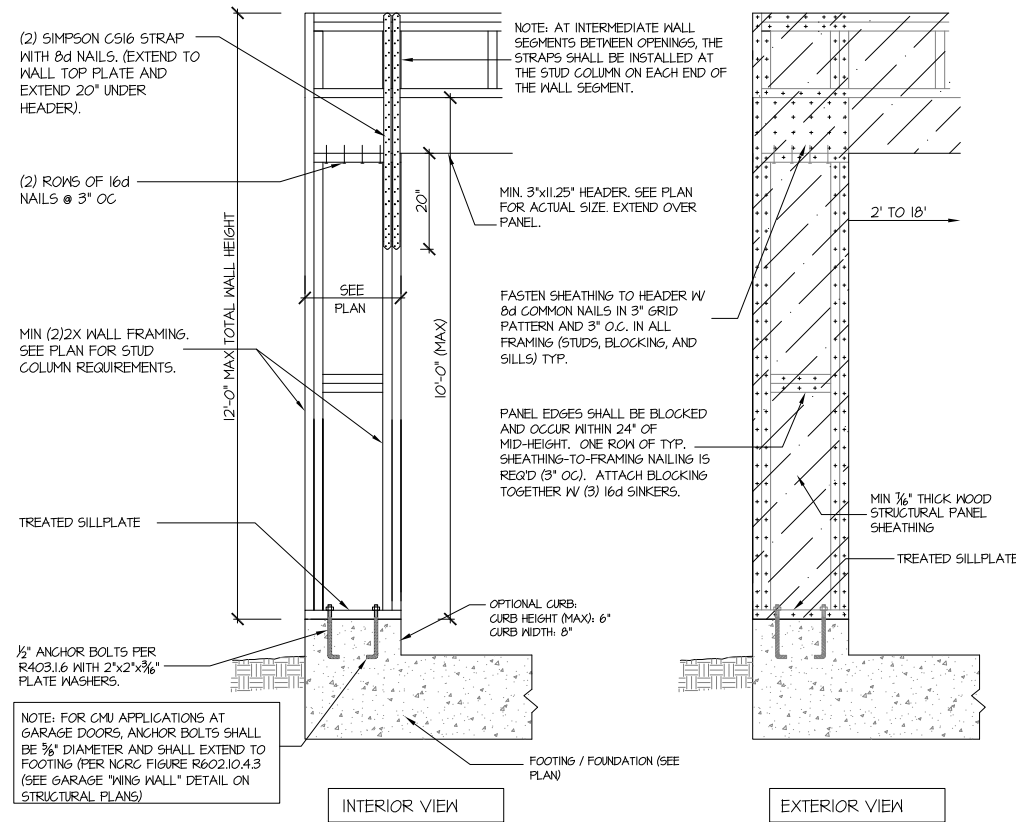 (2) SIMPSON CS16 STRAP
WITH 8d NAILS. (EXTEND TO
WALL TOP PLATE AND
EXTEND 20" UNDER
HEADER).
NOTE: AT INTERMEDIATE WALL
SEGMENTS BETWEEN OPENINGS, THE
STRAPS SHALL BE INSTALLED AT
THE STUD COLUMN ON EACH END OF
THE WALL SEGMENT.
(2) ROWS OF 16d
NAILS @ 3" OC
20"
MIN. 3"x11.25" HEADER. SEE PLAN
FOR ACTUAL SIZE. EXTEND OVER
PANEL.
2' TO 18'
12'-0" MAX TOTAL WALL HEIGHT
SEE
PLAN
10'-0" (MAX)
FASTEN SHEATHING TO HEADER W/
8d COMMON NAILS IN 3" GRID
PATTERN AND 3" O.C. IN ALL
FRAMING (STUDS, BLOCKING, AND
SILLS) TYP.
MIN (2)2X WALL FRAMING.
SEE PLAN FOR STUD
COLUMN REQUIREMENTS.
PANEL EDGES SHALL BE BLOCKED
AND OCCUR WITHIN 24" OF
MID-HEIGHT. ONE ROW OF TYP.
SHEATHING-TO-FRAMING NAILING IS
REQ'D (3" OC). ATTACH BLOCKING
TOGETHER W/ (3) 16d SINKERS.
MIN 7/16" THICK WOOD
STRUCTURAL PANEL
SHEATHING
TREATED SILLPLATE
TREATED SILLPLATE
OPTIONAL CURB:
CURB HEIGHT (MAX): 6"
CURB WIDTH: 8"
1/2" ANCHOR BOLTS PER
R403.1.6 WITH 2"x2"x3/16"
PLATE WASHERS.
NOTE: FOR CMU APPLICATIONS AT
GARAGE DOORS, ANCHOR BOLTS SHALL
BE 5/8" DIAMETER AND SHALL EXTEND TO
FOOTING (PER NCRC FIGURE R602.10.4.3
(SEE GARAGE "WING WALL" DETAIL ON
STRUCTURAL PLANS)
FOOTING / FOUNDATION (SEE
PLAN)
INTERIOR VIEW
EXTERIOR VIEW